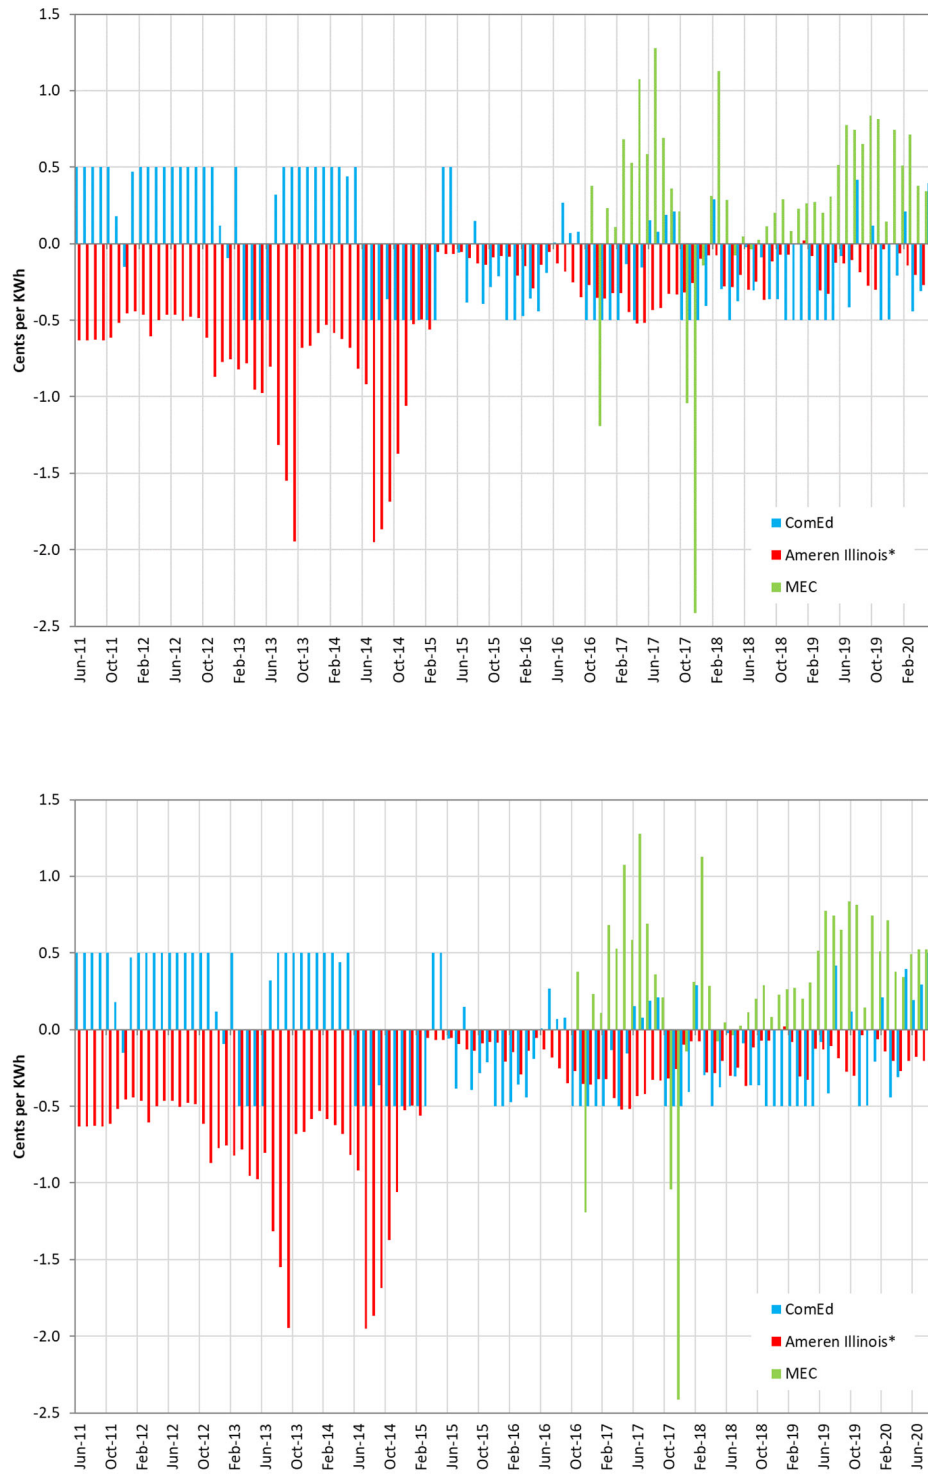 1.5
1.0
0.5
0.0
-0.5
-1.0
-1.5
-2.0
-2.5
Cents per KWh
ComEd
Ameren Illinois*
MEC
Jun-11
Oct-11
Feb-12
Jun-12
Oct-12
Feb-13
Jun-13
Oct-13
Feb-14
Jun-14
Oct-14
Feb-15
Jun-15
Oct-15
Feb-16
Jun-16
Oct-16
Feb-17
Jun-17
Oct-17
Feb-18
Jun-18
Oct-18
Feb-19
Jun-19
Oct-19
Feb-20
1.5
1.0
0.5
0.0
-0.5
-1.0
-1.5
-2.0
-2.5
Cents per KWh
ComEd
Ameren Illinois*
MEC
Jun-11
Oct-11
Feb-12
Jun-12
Oct-12
Feb-13
Jun-13
Oct-13
Feb-14
Jun-14
Oct-14
Feb-15
Jun-15
Oct-15
Feb-16
Jun-16
Oct-16
Feb-17
Jun-17
Oct-17
Feb-18
Jun-18
Oct-18
Feb-19
Jun-19
Oct-19
Feb-20
Jun-20